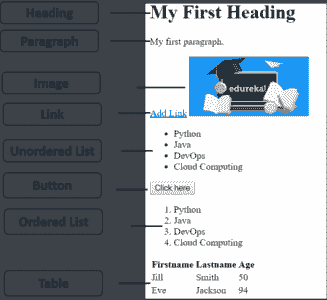 Heading
My First Heading
Paragraph
My first paragraph.
Image
edureka!
Link
Add Link
Unordered List
Python
Java
DevOps
Cloud Computing
Button
Click here
Ordered List
1. Python
2. Java
3. DevOps
4. Cloud Computing
Table
Firstname Lastname Age
Jill Smith 50
Eve Jackson 94